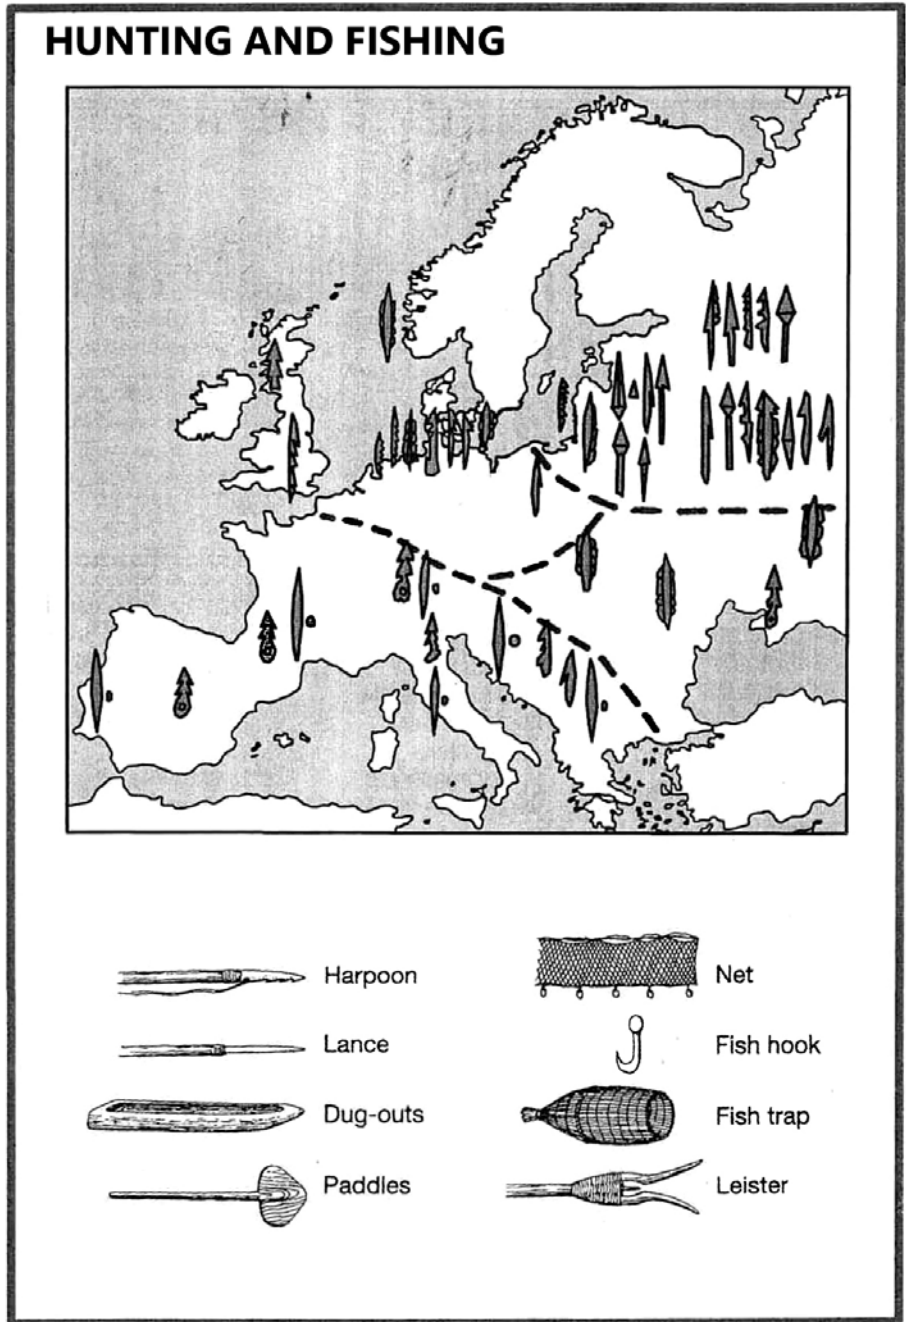 HUNTING AND FISHING
Harpoon
Lance
Dug-outs
Paddles
Net
Fish hook
Fish trap
Leister